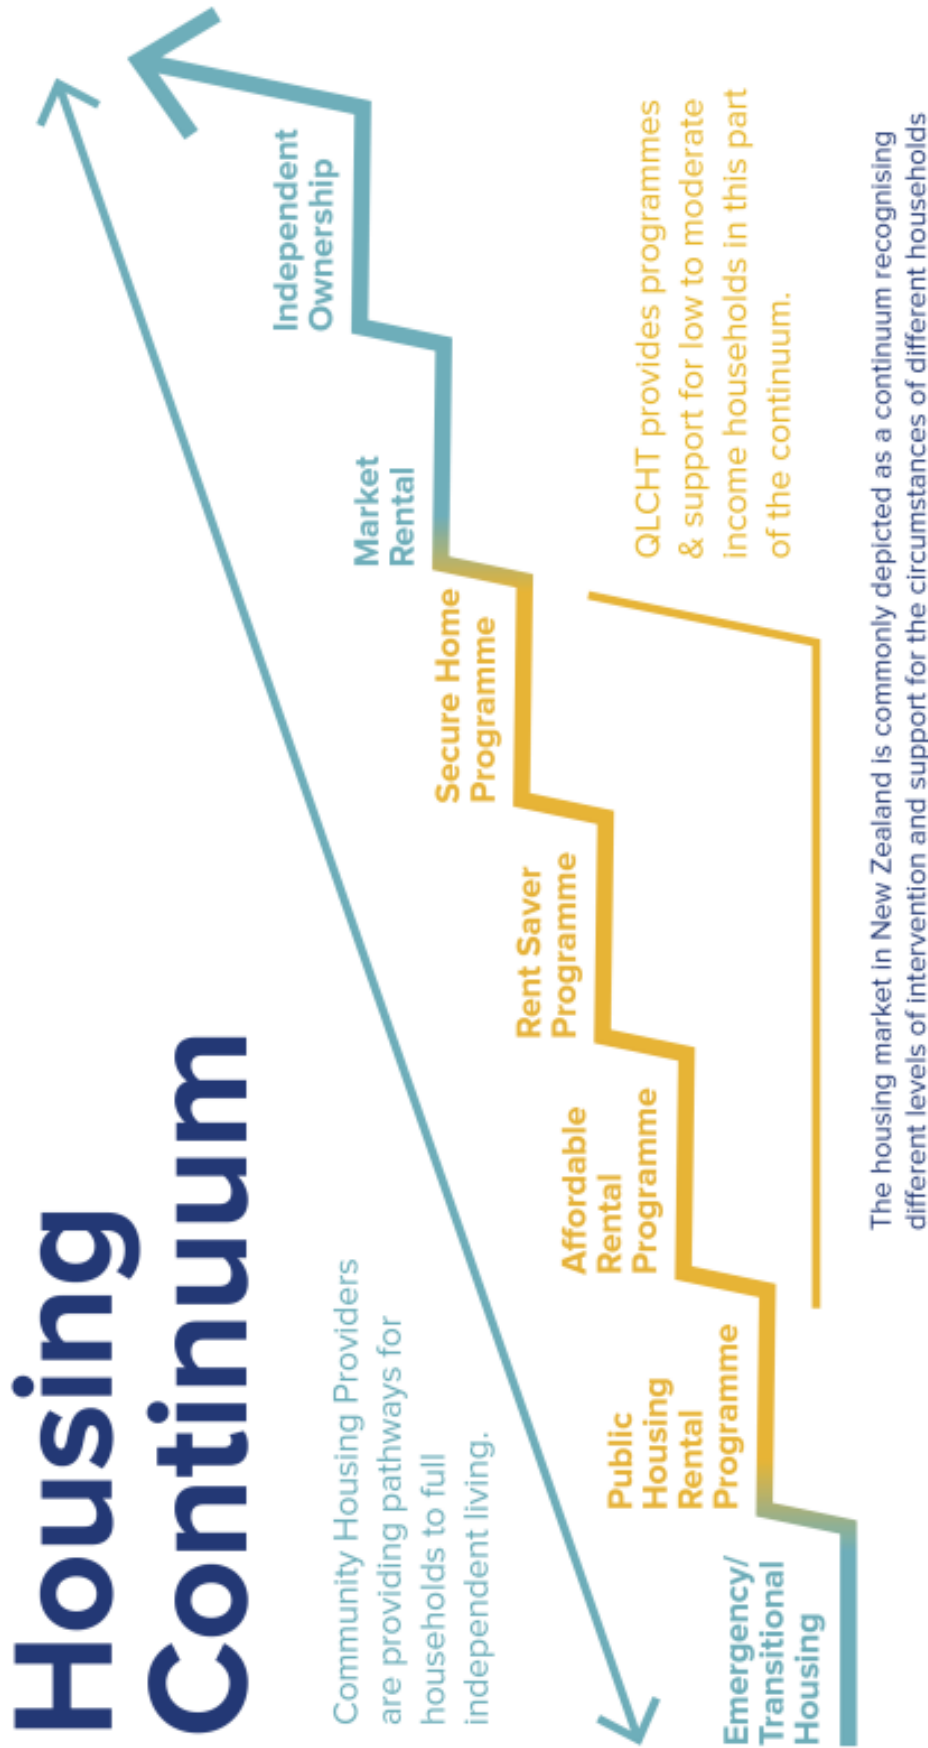 Housing
Continuum
Community Housing Providers
are providing pathways for
households to full
independent living.
Emergency/
Transitional
Housing
Public
Housing
Rental
Programme
Affordable
Rental
Programme
Rent Saver
Programme
Secure Home
Programme
Market
Rental
Independent
Ownership
QLCHT provides programmes
& support for low to moderate
income households in this part
of the continuum.
The housing market in New Zealand is commonly depicted as a continuum recognising
different levels of intervention and support for the circumstances of different households